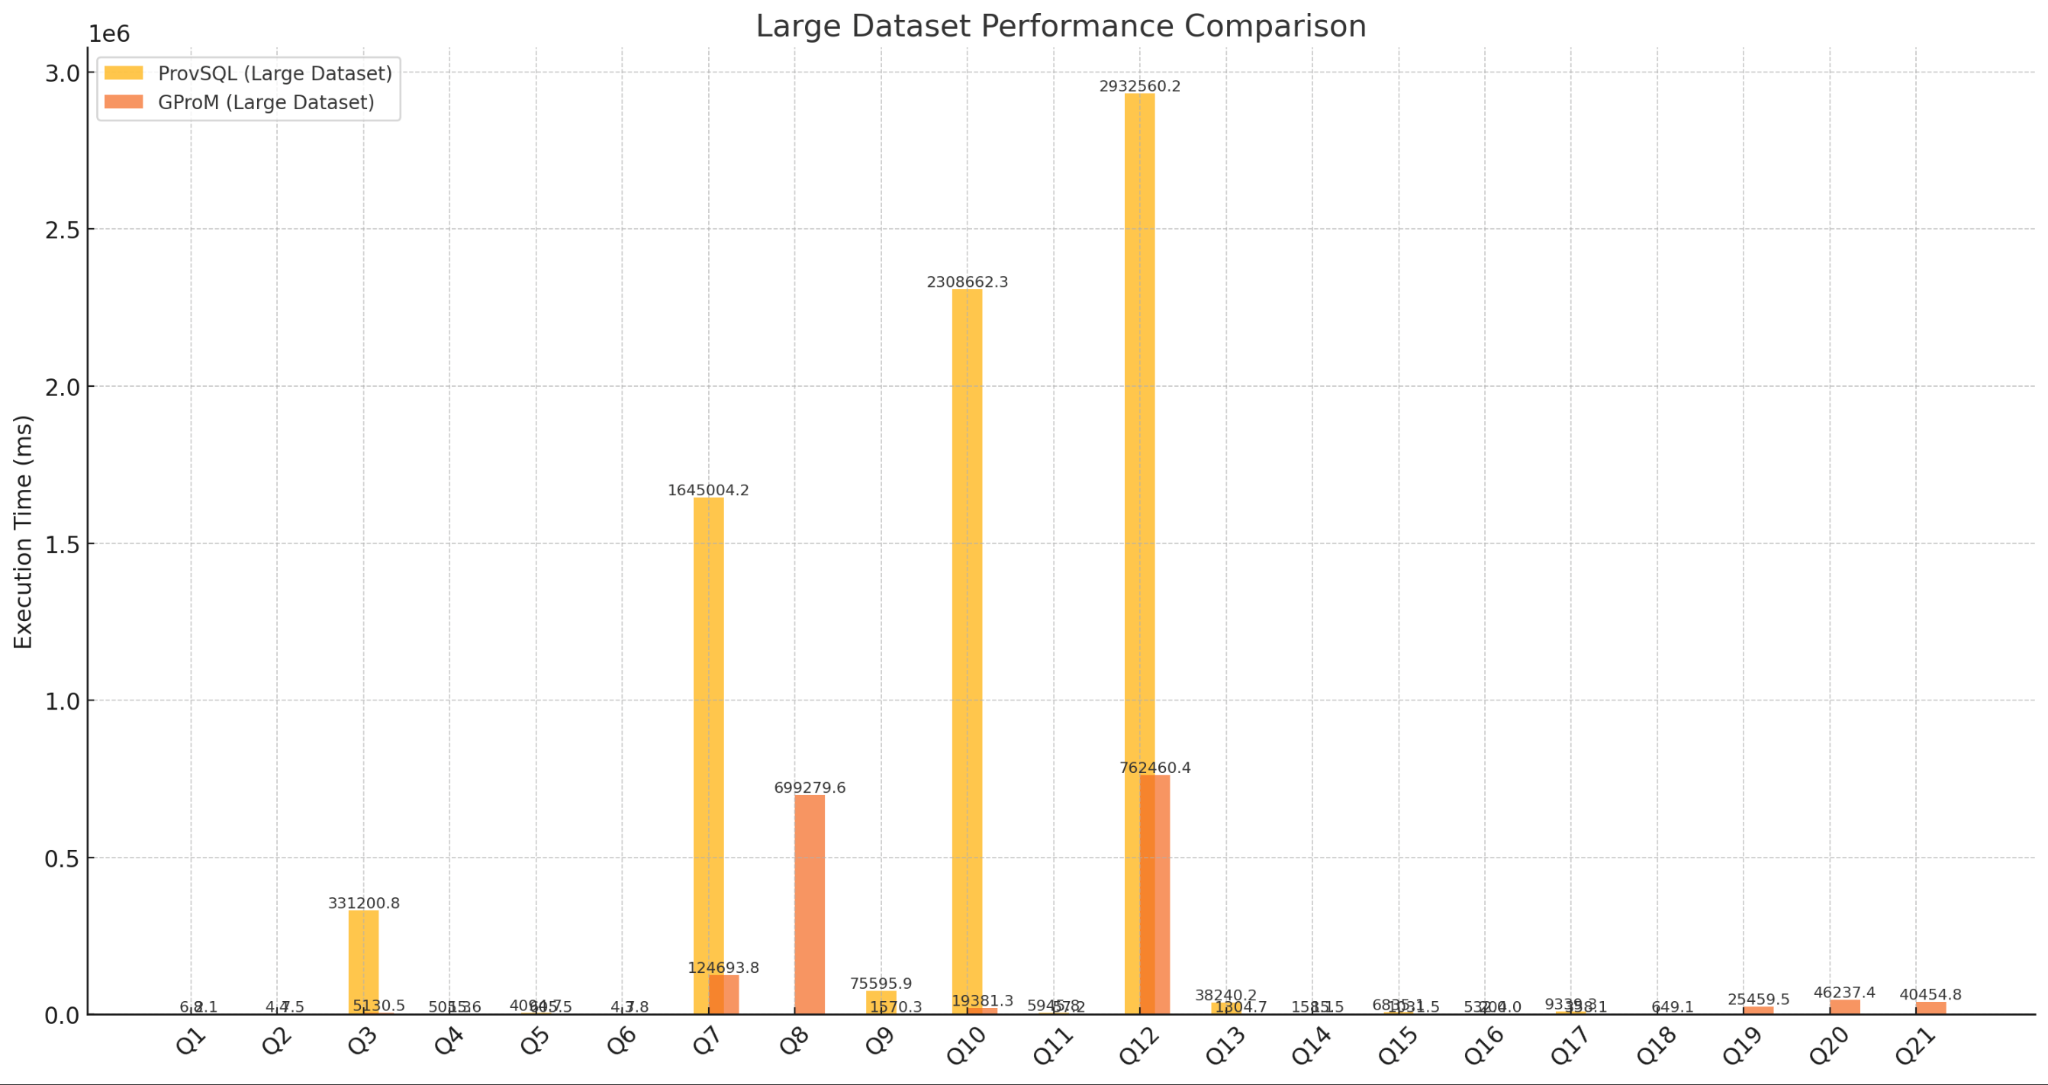 Large Dataset Performance Comparison
1e6
ProvSQL (Large Dataset)
GProM (Large Dataset)
3.0
2.5
2.0
1.5
1.0
0.5
0.0
Execution Time (ms)
2932560.2
2308662.3
1645004.2
762460.4
699279.6
331200.8
124693.8
75595.9
5130.5
1570.3
19381.3
38240.2
1304.7
649.1
25459.5
46237.4
40454.8
Q1
Q2
Q3
Q4
Q5
Q6
Q7
Q8
Q9
Q10
Q11
Q12
Q13
Q14
Q15
Q16
Q17
Q18
Q19
Q20
Q21